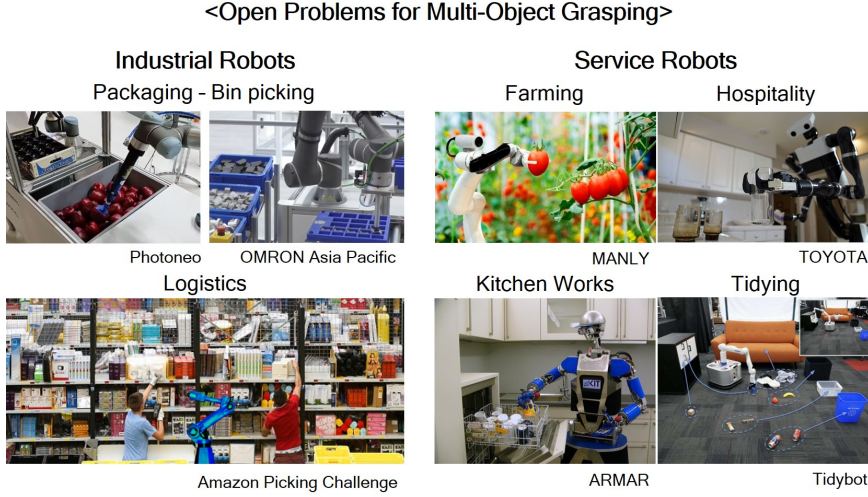 <Open Problems for Multi-Object Grasping>
Industrial Robots
Service Robots
Packaging – Bin picking
Farming
Hospitality
Photoneo
OMRON Asia Pacific
MANLY
TOYOTA
Logistics
Kitchen Works
Tidying
KIT
Amazon Picking Challenge
ARMAR
Tidybot